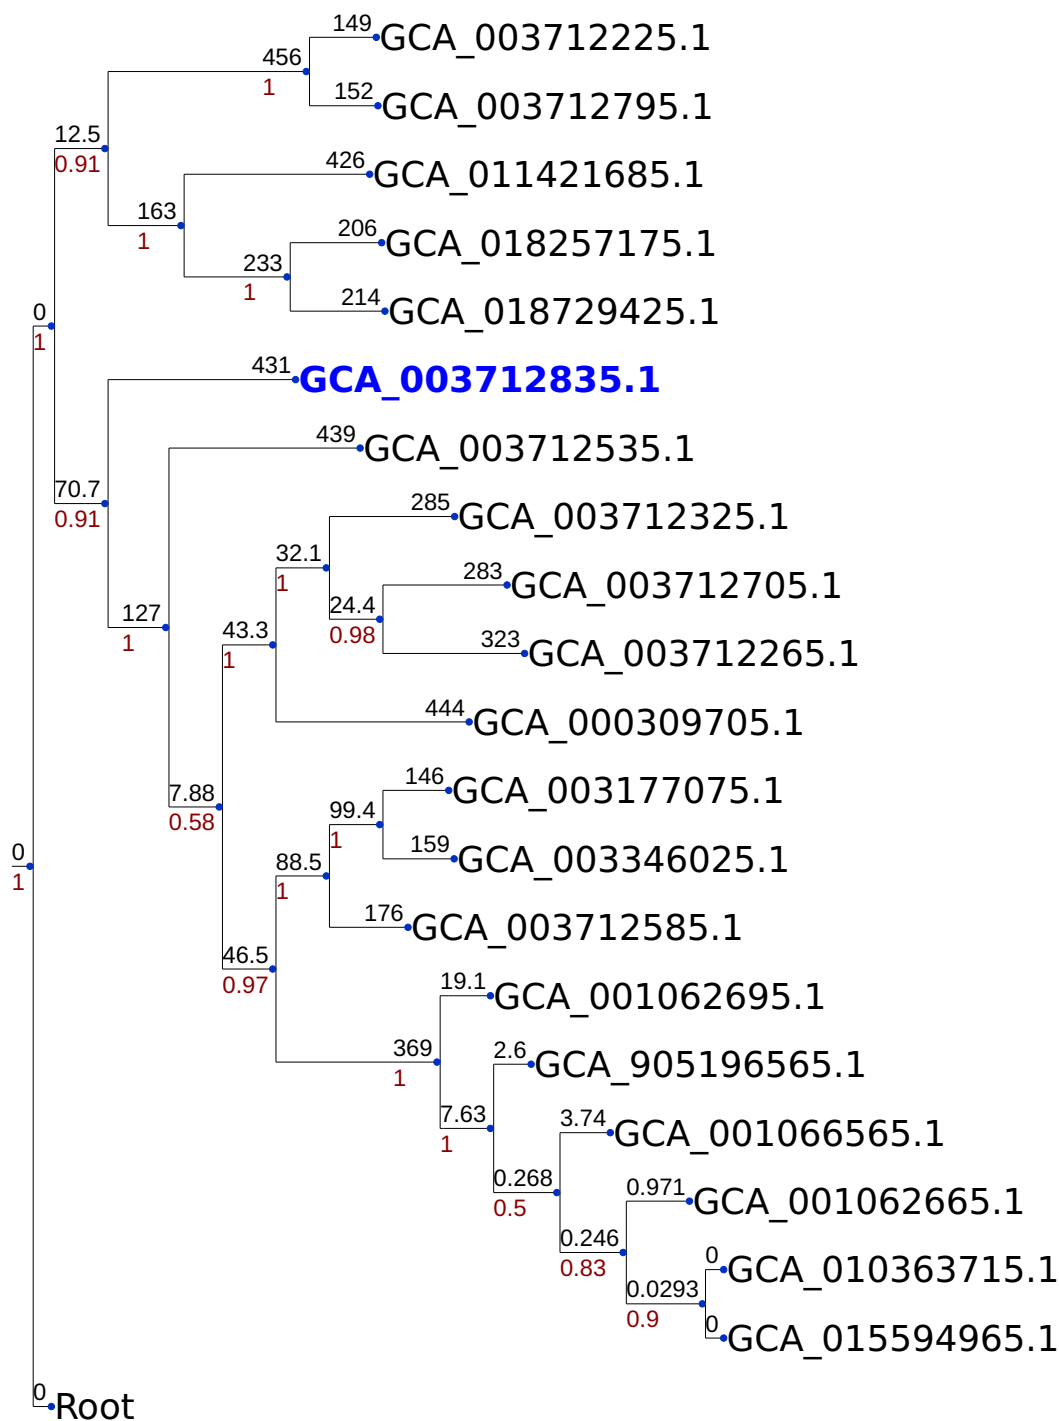 149
GCA_003712225.1
456
1
152
GCA_003712795.1
12.5
0.91
426
GCA_011421685.1
163
1
206
GCA_018257175.1
233
1
214
GCA_018729425.1
0
1
431
GCA_003712835.1
439
GCA_003712535.1
70.7
0.91
285
GCA_003712325.1
32.1
1
283
GCA_003712705.1
24.4
0.98
127
1
43.3
1
323
GCA_003712265.1
444
GCA_000309705.1
7.88
0.58
146
GCA_003177075.1
99.4
1
0
1
159
GCA_003346025.1
88.5
1
176
GCA_003712585.1
46.5
0.97
19.1
GCA_001062695.1
369
1
2.6
GCA_905196565.1
7.63
1
3.74
GCA_001066565.1
0.268
0.5
0.971
GCA_001062665.1
0.246
0.83
0
GCA_010363715.1
0.0293
0.9
0
GCA_015594965.1
0
Root